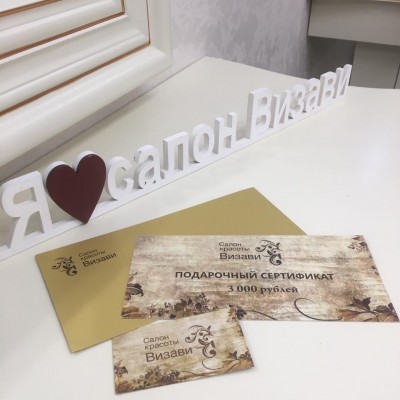 Я салон Визави
Салон
красоты
Визави
Салон
красоты
Визави
ПОДАРОЧНЫЙ СЕРТИФИКАТ
3 000 рублей
Салон
красоты
Визави